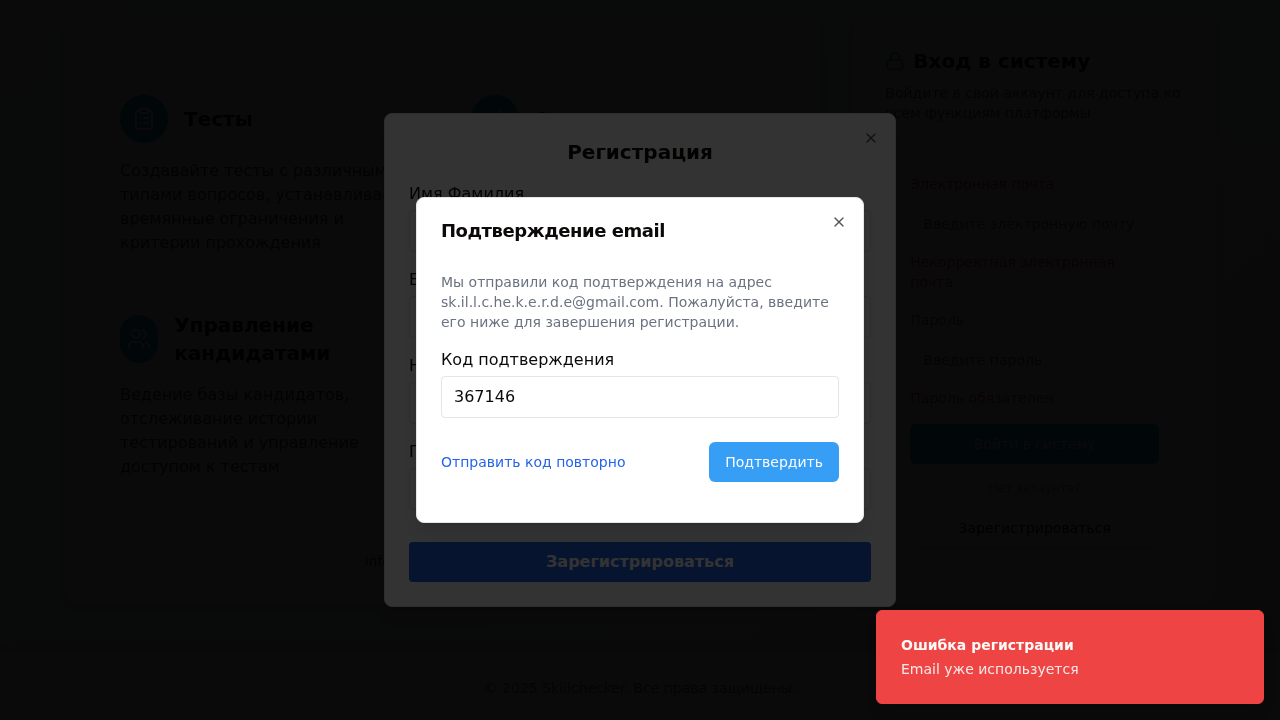 Тесты
Создавайте тесты с различным
типами вопросов, устанавлива
времянные ограничения и
критерии прохождения
Управление
кандидатами
Ведение базы кандидатов,
отслеживание истории
тестирований и управление
доступом к тестам
Вход в систему
Войдите в свой аккаунт для доступа ко
всем функциям платформы
Электронная почта
Введите электронную почту
Некорректная электронная
почта
Пароль
Введите пароль
Пароль обязателен
Войти в систему
Нет аккаунта?
Зарегистрироваться
Регистрация
Имя Фамилия
Подтверждение email
Мы отправили код подтверждения на адрес
sk.il.l.c.he.k.e.r.d.e@gmail.com. Пожалуйста, введите
его ниже для завершения регистрации.
Код подтверждения
367146
Отправить код повторно
Подтвердить
Зарегистрироваться
Ошибка регистрации
Email уже используется
© 2025 Skillchecker. Все права защищены.